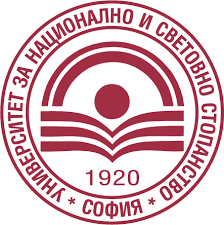 УНИВЕРСИТЕТ ЗА НАЦИОНАЛНО И СВЕТОВНО СТОПАНСТВО
1920
* СОФИЯ *